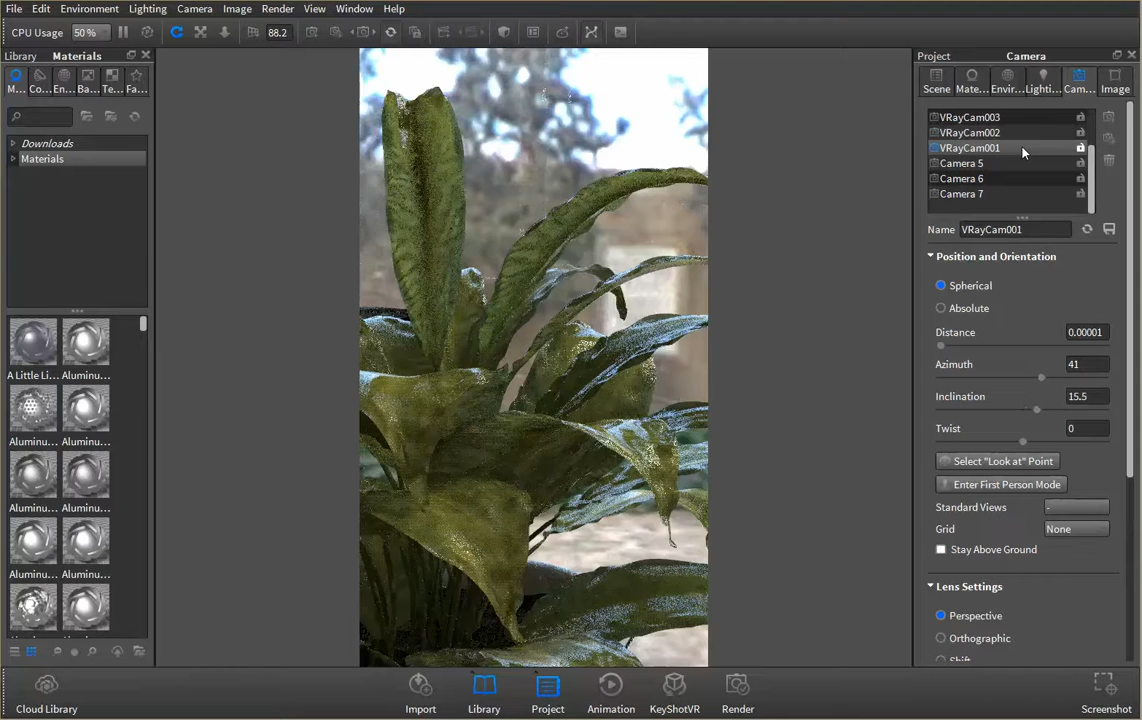 File Edit Environment Lighting Camera Image Render View Window Help
CPU Usage 50 % 88.2
Library Materials
Project Camera
M... Co... En... Ba... Te... Fa...
Scene Mate... Envir... Lighti... Cam... Image
Downloads
Materials
VRayCam003
VRayCam002
VRayCam001
Camera 5
Camera 6
Camera 7
Name VRayCam001
Position and Orientation
Spherical
Absolute
Distance 0.00001
Azimuth 41
Inclination 15.5
Twist 0
Select "Look at" Point
Enter First Person Mode
Standard Views -
Grid None
Stay Above Ground
Lens Settings
Perspective
Orthographic
Shift
A Little Li... Aluminu...
Aluminu... Aluminu...
Aluminu... Aluminu...
Aluminu... Aluminu...
Cloud Library Import Library Project Animation KeyShotVR Render Screenshot